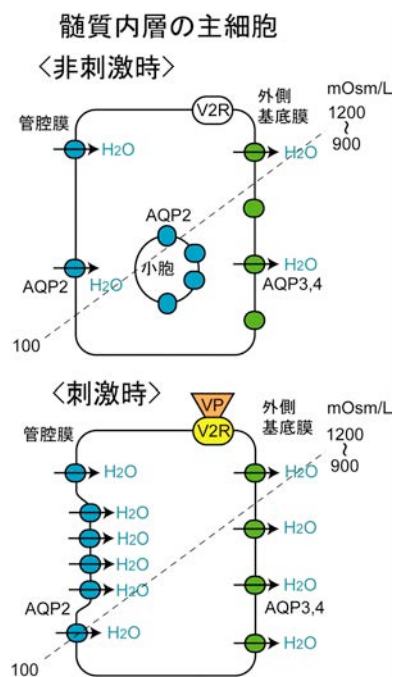 髄質内層の主細胞
〈非刺激時〉
V2R
外側
基底膜
mOsm/L
1200
~
900
管腔膜
H2O
H2O
AQP2
小胞
H2O
AQP2
H2O
AQP3,4
100
〈刺激時〉
VP
V2R
外側
基底膜
mOsm/L
1200
~
900
管腔膜
H2O
H2O
H2O
H2O
H2O
H2O
H2O
AQP2
H2O
AQP3,4
H2O
H2O
100